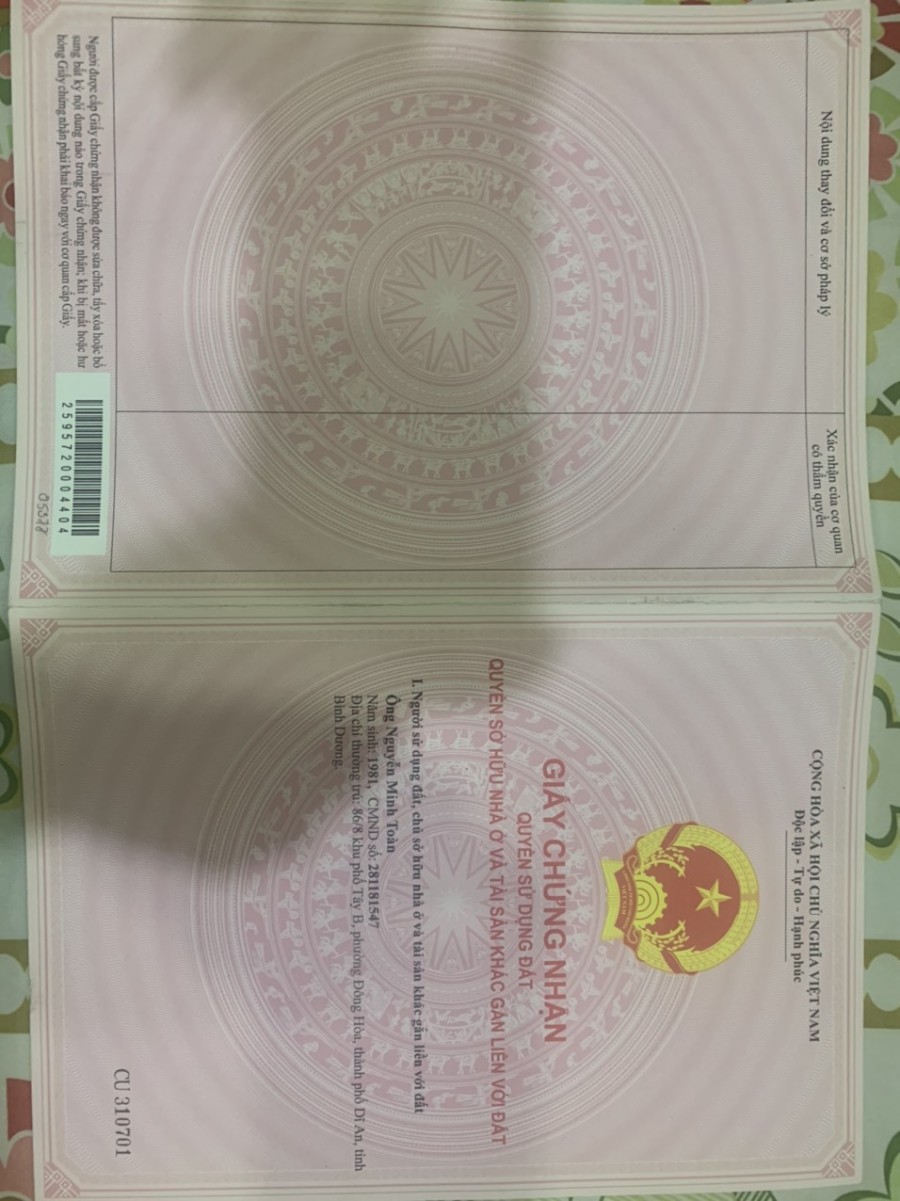 Nội dung thay đổi và cơ sở pháp lý
Xác nhận của cơ quan
có thẩm quyền
Người được cấp Giấy chứng nhận không được sửa chữa, tẩy xóa hoặc bổ
sung bất kỳ nội dung nào trong Giấy chứng nhận; khi bị mất hoặc hư
hỏng Giấy chứng nhận phải khai báo ngay với cơ quan cấp Giấy.
2595720004404
05377
CỘNG HÒA XÃ HỘI CHỦ NGHĨA VIỆT NAM
Độc lập - Tự do - Hạnh phúc
VIỆT NAM
GIẤY CHỨNG NHẬN
QUYỀN SỬ DỤNG ĐẤT
QUYỀN SỞ HỮU NHÀ Ở VÀ TÀI SẢN KHÁC GẮN LIỀN VỚI ĐẤT
I. Người sử dụng đất, chủ sở hữu nhà ở và tài sản khác gắn liền với đất
Ông Nguyễn Minh Toàn
Năm sinh: 1981, CMND số: 281181547
Địa chỉ thường trú: 86/8 khu phố Tây B, phường Đông Hòa, thành phố Dĩ An, tỉnh
Bình Dương.
CU 310701